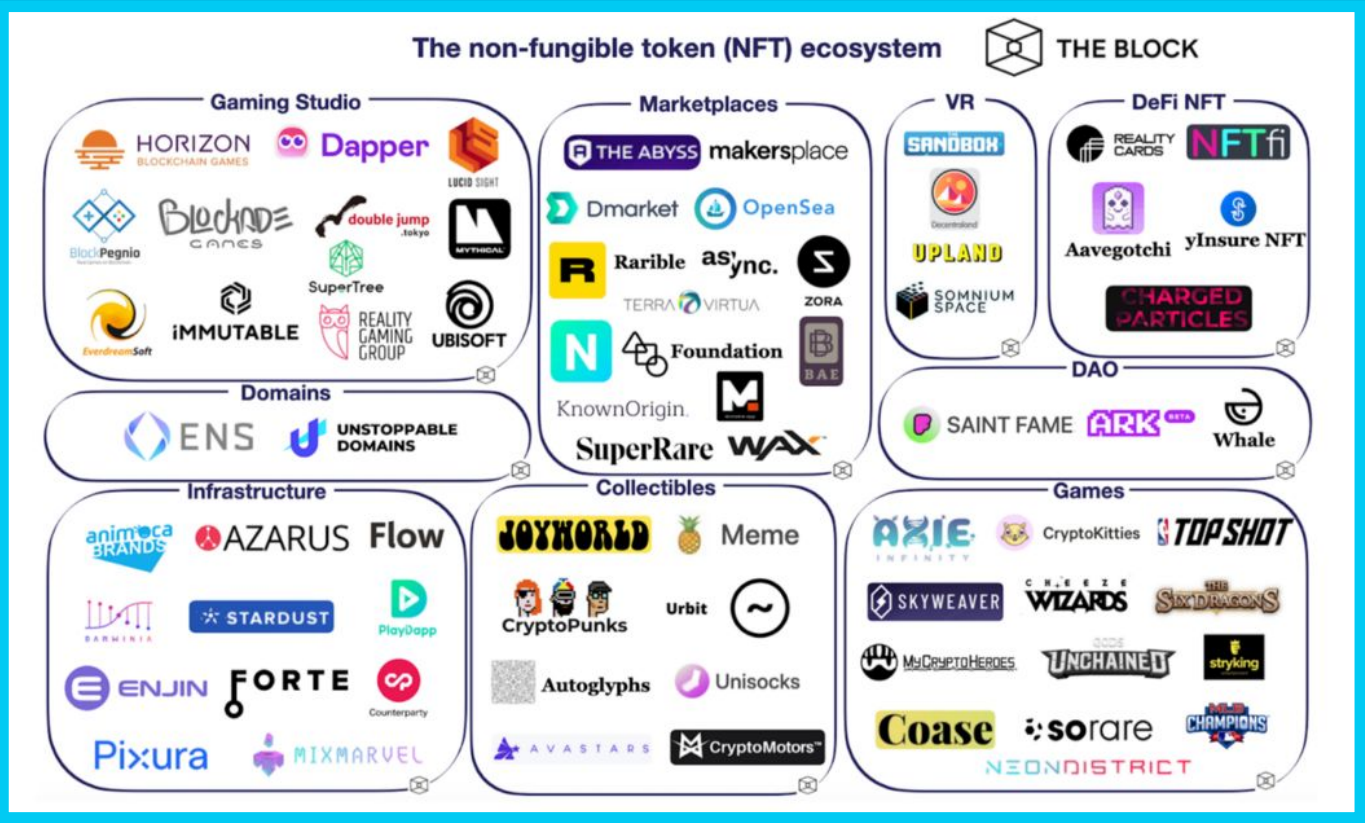 The non-fungible token (NFT) ecosystem
THE BLOCK
Gaming Studio
HORIZON
BLOCKCHAIN GAMES
Dapper
LUCID SIGHT
BlockPegnio
BLOCKADE
GAMES
double jump
.tokyo
MYTHICAL
SuperTree
EverdreamSoft
iMMUTABLE
REALITY
GAMING
GROUP
UBISOFT
Marketplaces
THE ABYSS
makersplace
Dmarket
OpenSea
R
Rarible
async.
ZORA
TERRA VIRTUA
N
Foundation
BAE
KnownOrigin.
M
SuperRare
WAX
VR
THE
SANDBOX
Decentraland
UPLAND
SOMNIUM
SPACE
DeFi NFT
REALITY
CARDS
NFTfi
Aavegotchi
yInsure NFT
CHARGED
PARTICLES
Domains
ENS
UNSTOPPABLE
DOMAINS
DAO
SAINT FAME
ARK
BETA
Whale
Infrastructure
animoca
BRANDS
AZARUS
Flow
DARWINIA
STARDUST
PlayDapp
ENJIN
FORTE
Counterparty
Pixura
MIXMARVEL
Collectibles
JOYWORLD
Meme
CryptoPunks
Urbit
~
Autoglyphs
Unisocks
AVASTARS
CryptoMotors™
Games
AXIE
INFINITY
CryptoKitties
TOP SHOT
SKYWEAVER
CHEEZE
WIZARDS
THE
SIX DRAGONS
MYCRYPTOHEROES
GODS
UNCHAINED
stryking
Coase
sorare
MLB
CHAMPIONS
NEONDISTRICT